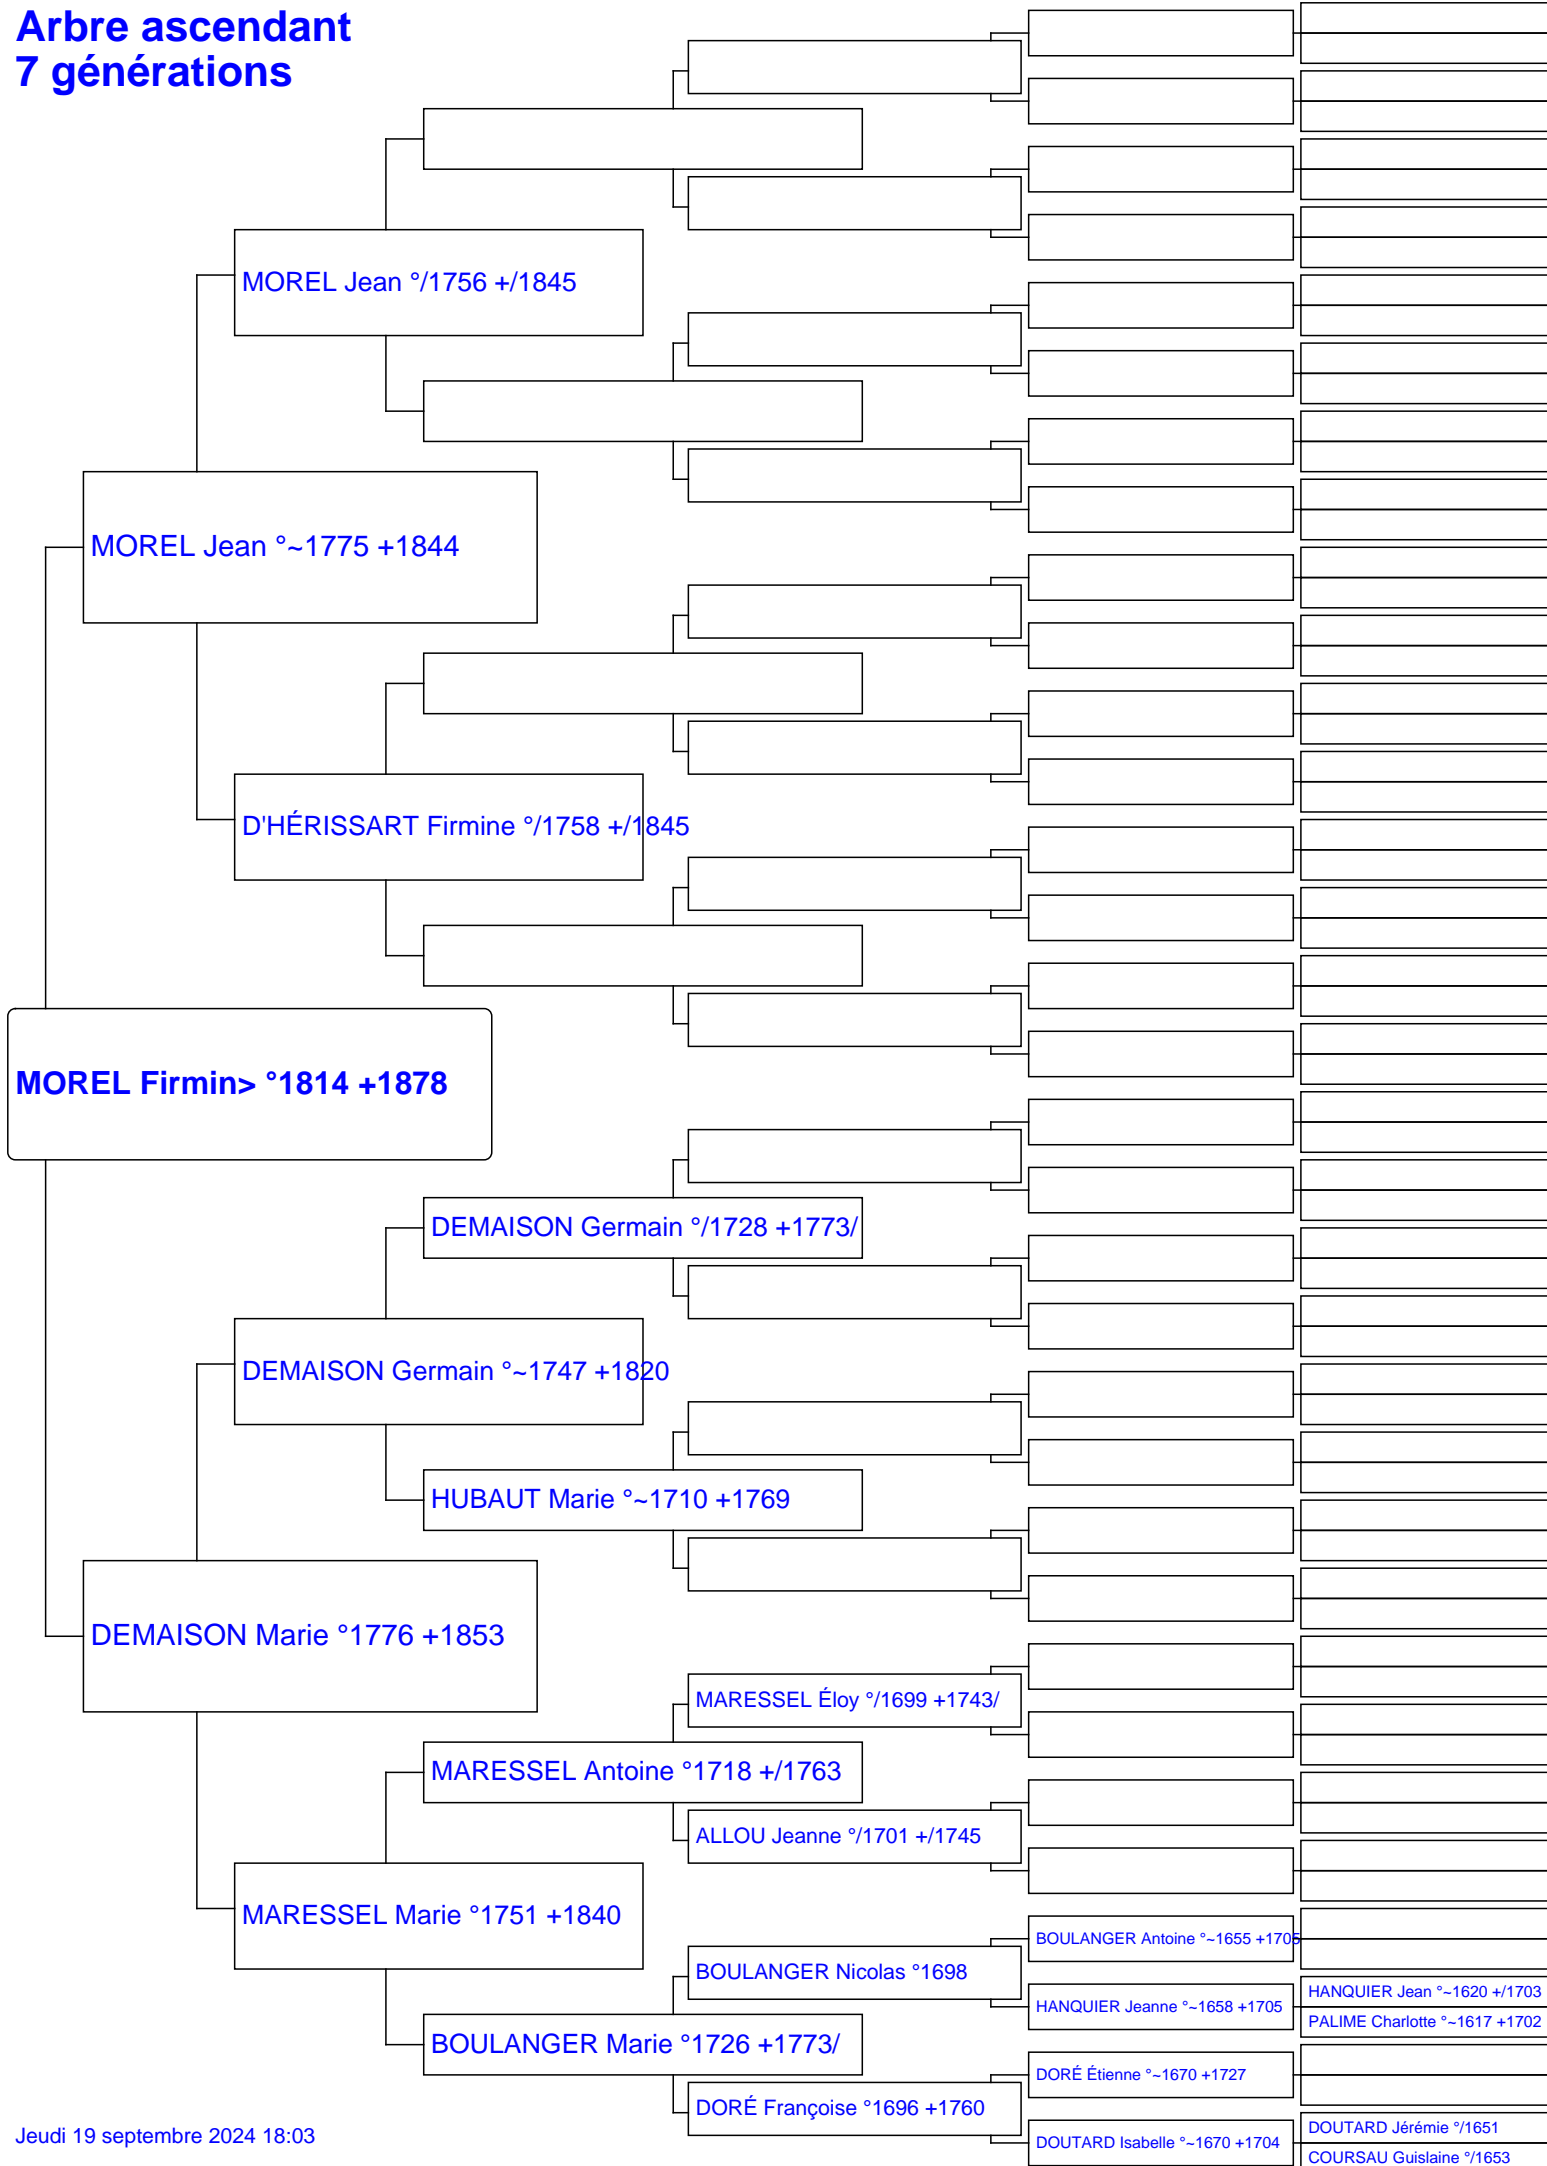 Arbre ascendant
7 générations
MOREL Jean °/1756 +/1845
MOREL Jean °~1775 +1844
D'HÉRISSART Firmine °/1758 +/1845
MOREL Firmin> °1814 +1878
DEMAISON Germain °/1728 +1773/
DEMAISON Germain °~1747 +1820
HUBAUT Marie °~1710 +1769
DEMAISON Marie °1776 +1853
MARESSEL Éloy °/1699 +1743/
MARESSEL Antoine °1718 +/1763
ALLOU Jeanne °/1701 +/1745
MARESSEL Marie °1751 +1840
BOULANGER Antoine °~1655 +1705
BOULANGER Nicolas °1698
HANQUIER Jean °~1620 +/1703
HANQUIER Jeanne °~1658 +1705
PALIME Charlotte °~1617 +1702
BOULANGER Marie °1726 +1773/
DORÉ Étienne °~1670 +1727
DORÉ Françoise °1696 +1760
DOUTARD Jérémie °/1651
DOUTARD Isabelle °~1670 +1704
COURSAU Guislaine °/1653
Jeudi 19 septembre 2024 18:03